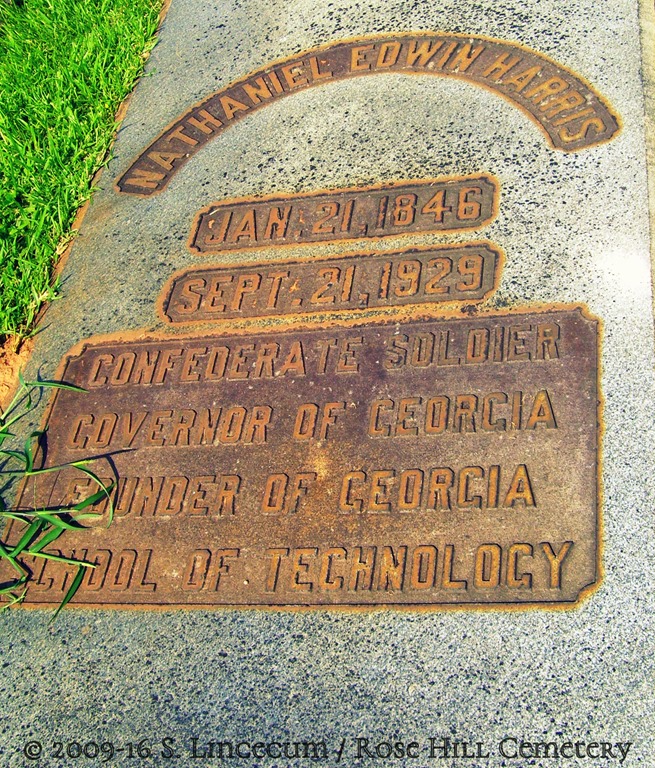 NATHANIEL EDWIN HARRIS
JAN. 21, 1846
SEPT. 21, 1929
CONFEDERATE SOLDIER
GOVERNOR OF GEORGIA
FOUNDER OF GEORGIA
SCHOOL OF TECHNOLOGY
© 2009-16 S. Lincecum / Rose Hill Cemetery